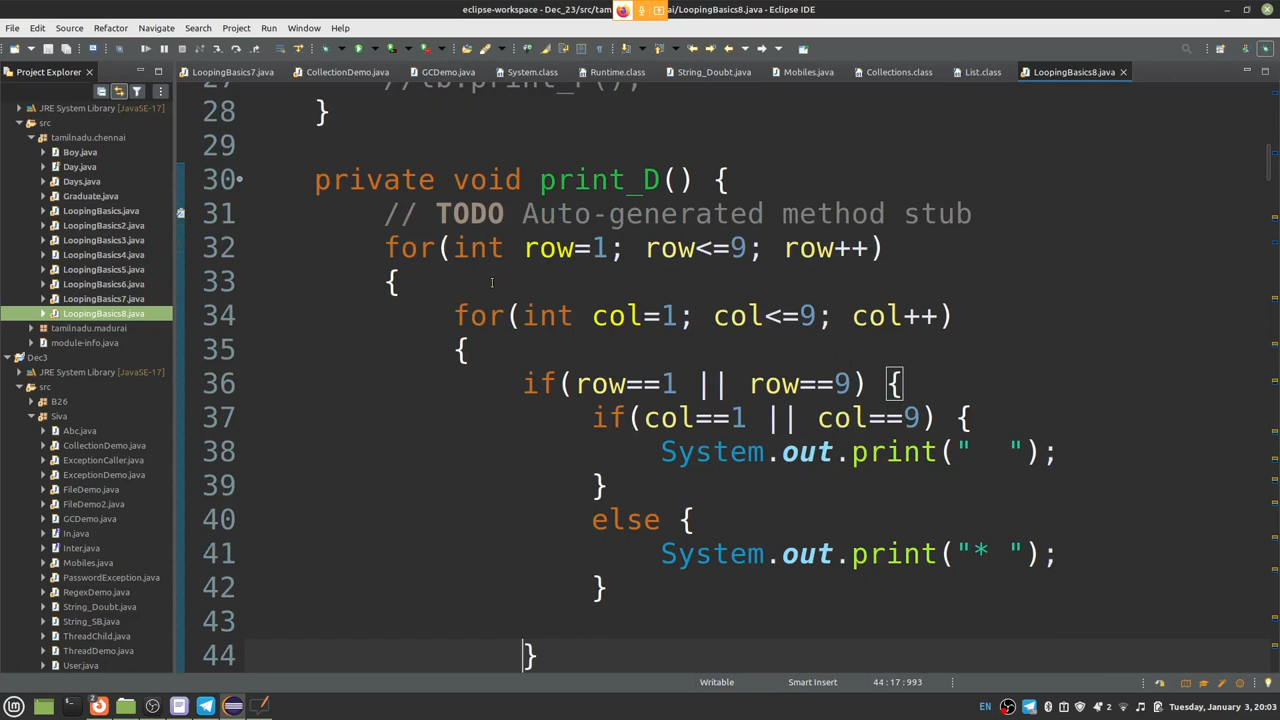 eclipse-workspace - Dec_23/src/tam
ai/LoopingBasics8.java - Eclipse IDE
File Edit Source Refactor Navigate Search Project Run Window Help
Project Explorer
LoopingBasics7.java CollectionDemo.java GCDemo.java System.class Runtime.class String_Doubt.java Mobiles.java Collections.class List.class LoopingBasics8.java
JRE System Library [JavaSE-17]
src
tamilnadu.chennai
Boy.java
Day.java
Days.java
Graduate.java
LoopingBasics.java
LoopingBasics2.java
LoopingBasics3.java
LoopingBasics4.java
LoopingBasics5.java
LoopingBasics6.java
LoopingBasics7.java
LoopingBasics8.java
tamilnadu.madurai
module-info.java
Dec3
JRE System Library [JavaSE-17]
src
B26
Siva
Abc.java
CollectionDemo.java
ExceptionCaller.java
ExceptionDemo.java
FileDemo.java
FileDemo2.java
GCDemo.java
In.java
Inter.java
Mobiles.java
PasswordException.java
RegexDemo.java
String_Doubt.java
String_SB.java
ThreadChild.java
ThreadDemo.java
User.java
28 }
29
30 private void print_D() {
31 // TODO Auto-generated method stub
32 for(int row=1; row<=9; row++)
33 {
34 for(int col=1; col<=9; col++)
35 {
36 if(row==1 || row==9) {
37 if(col==1 || col==9) {
38 System.out.print("  ");
39 }
40 else {
41 System.out.print("* ");
42 }
43
44 }
Writable Smart Insert 44 : 17 : 993
2 EN 2 Tuesday, January 3, 20:03